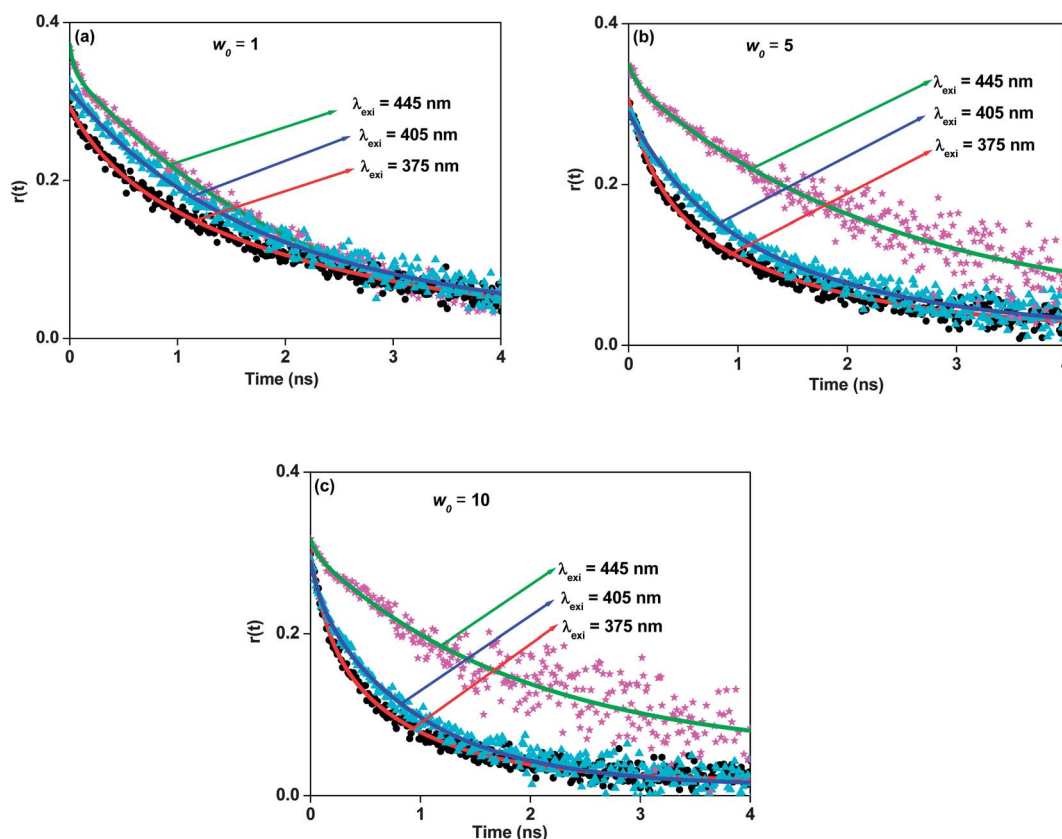 (a)
w₀ = 1
λexi = 445 nm
λexi = 405 nm
λexi = 375 nm
r(t)
0.4
0.2
0.0
0 1 2 3 4
Time (ns)
(b)
w₀ = 5
λexi = 445 nm
λexi = 405 nm
λexi = 375 nm
r(t)
0.4
0.2
0.0
0 1 2 3 4
Time (ns)
(c)
w₀ = 10
λexi = 445 nm
λexi = 405 nm
λexi = 375 nm
r(t)
0.4
0.2
0.0
0 1 2 3 4
Time (ns)